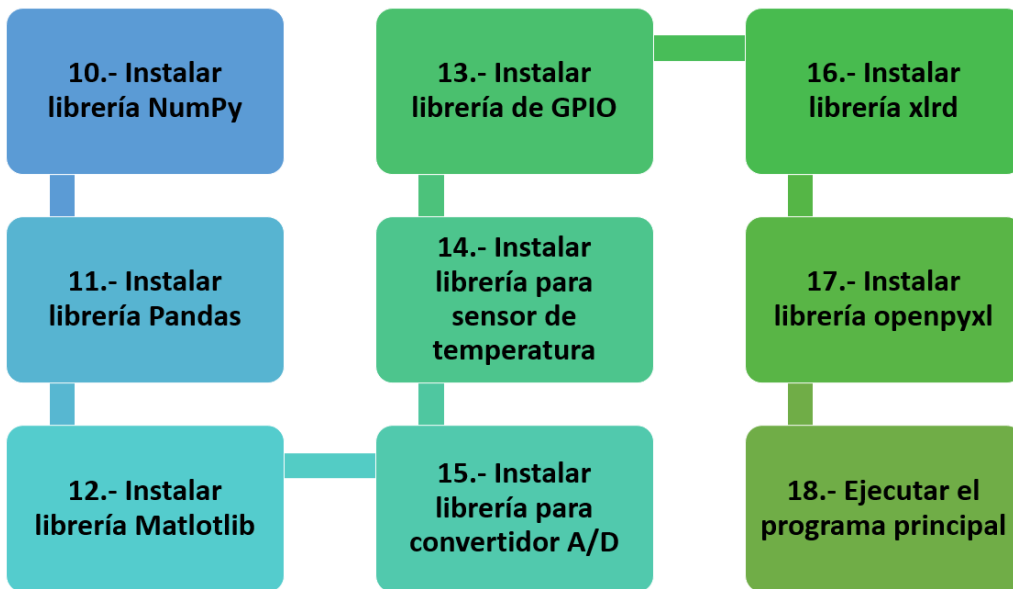 10.- Instalar
librería NumPy
11.- Instalar
librería Pandas
12.- Instalar
librería Matlotlib
13.- Instalar
librería de GPIO
14.- Instalar
librería para
sensor de
temperatura
15.- Instalar
librería para
convertidor A/D
16.- Instalar
librería xlrd
17.- Instalar
librería openpyxl
18.- Ejecutar el
programa principal